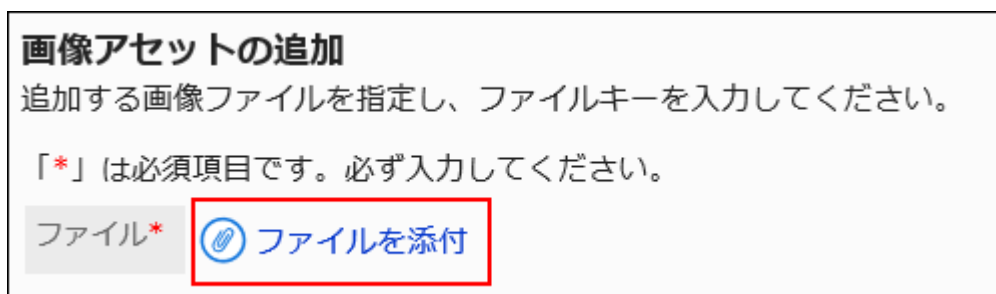 画像アセットの追加
追加する画像ファイルを指定し、ファイルキーを入力してください。
「*」は必須項目です。必ず入力してください。
ファイル* ファイルを添付